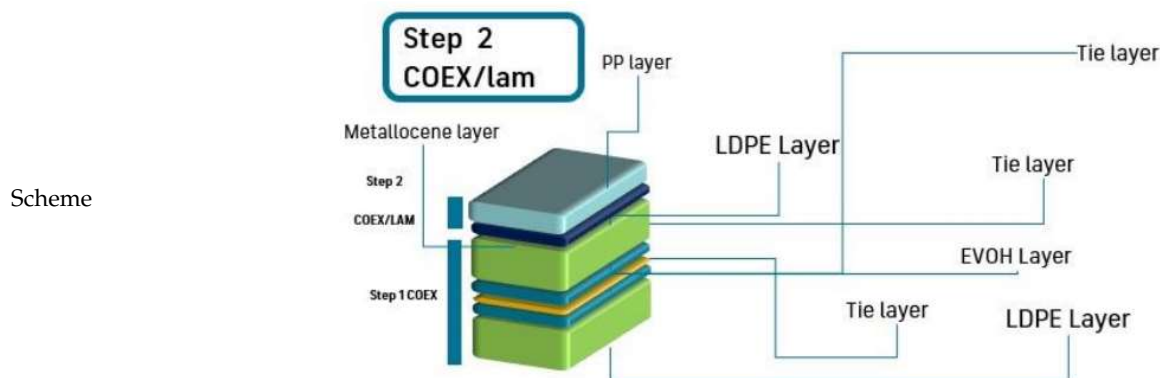 Step 2
COEX/lam
PP layer
Tie layer
Metallocene layer
LDPE Layer
Tie layer
Step 2
Scheme
COEX/LAM
EVOH Layer
Step 1 COEX
Tie layer
LDPE Layer